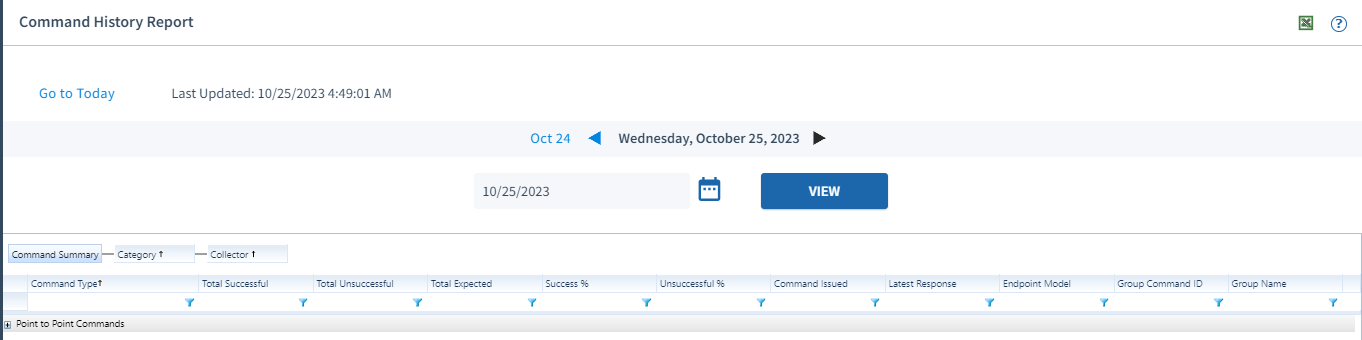 Command History Report
Go to Today Last Updated: 10/25/2023 4:49:01 AM
Oct 24 Wednesday, October 25, 2023
10/25/2023 VIEW
Command Summary Category Collector
Command Type Total Successful Total Unsuccessful Total Expected Success % Unsuccessful % Command Issued Latest Response Endpoint Model Group Command ID Group Name
Point to Point Commands